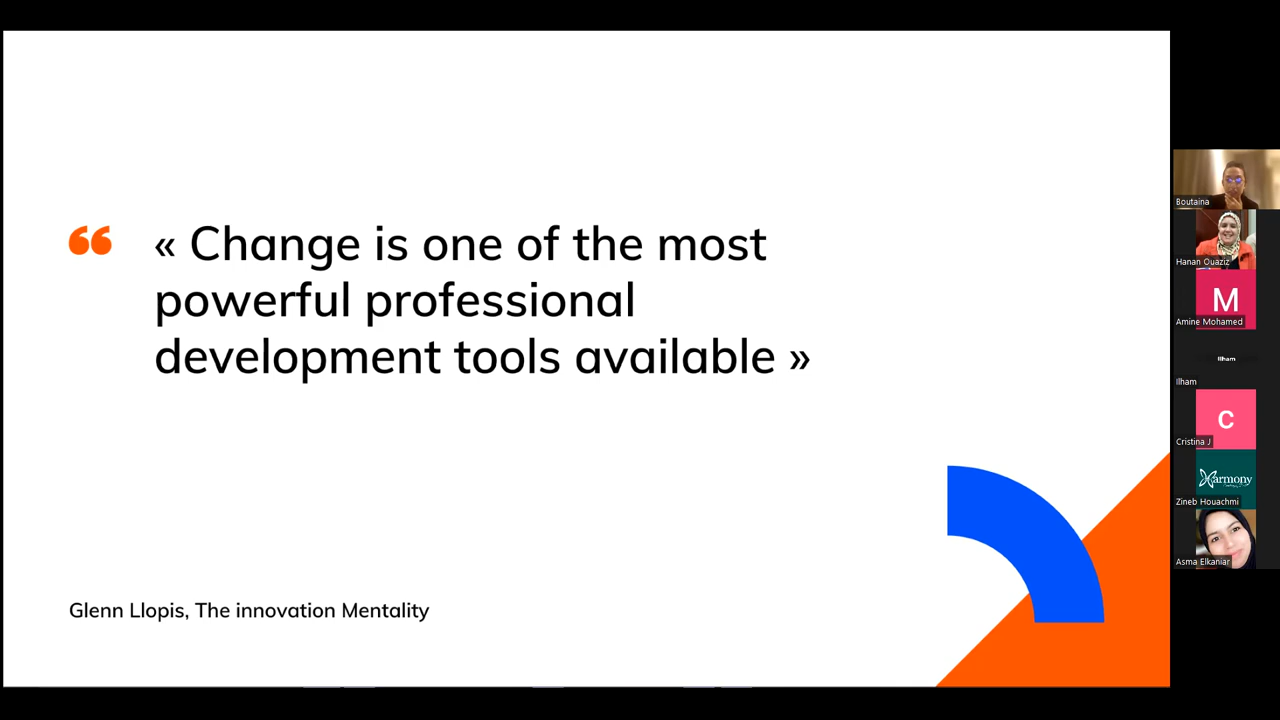 ❝ « Change is one of the most
powerful professional
development tools available »
Glenn Llopis, The innovation Mentality
Boutaina
Hanan Ouaziz
M
Amine Mohamed
Ilham
Ilham
C
Cristina J
Harmony
Zineb Houachmi
Asma Elkaniar